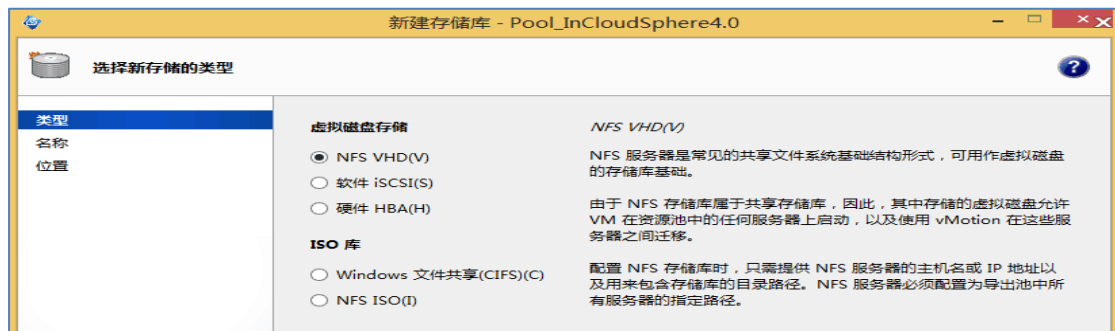 新建存储库 - Pool_InCloudSphere4.0
选择新存储的类型
类型
名称
位置
虚拟磁盘存储
NFS VHD(V)
软件 iSCSI(S)
硬件 HBA(H)
ISO 库
Windows 文件共享(CIFS)(C)
NFS ISO(I)
NFS VHD(V)
NFS 服务器是常见的共享文件系统基础结构形式，可用作虚拟磁盘
的存储库基础。
由于 NFS 存储库属于共享存储库，因此，其中存储的虚拟磁盘允许
VM 在资源池中的任何服务器上启动，以及使用 vMotion 在这些服
务器之间迁移。
配置 NFS 存储库时，只需提供 NFS 服务器的主机名或 IP 地址以
及用来包含存储库的目录路径。NFS 服务器必须配置为导出池中所
有服务器的指定路径。